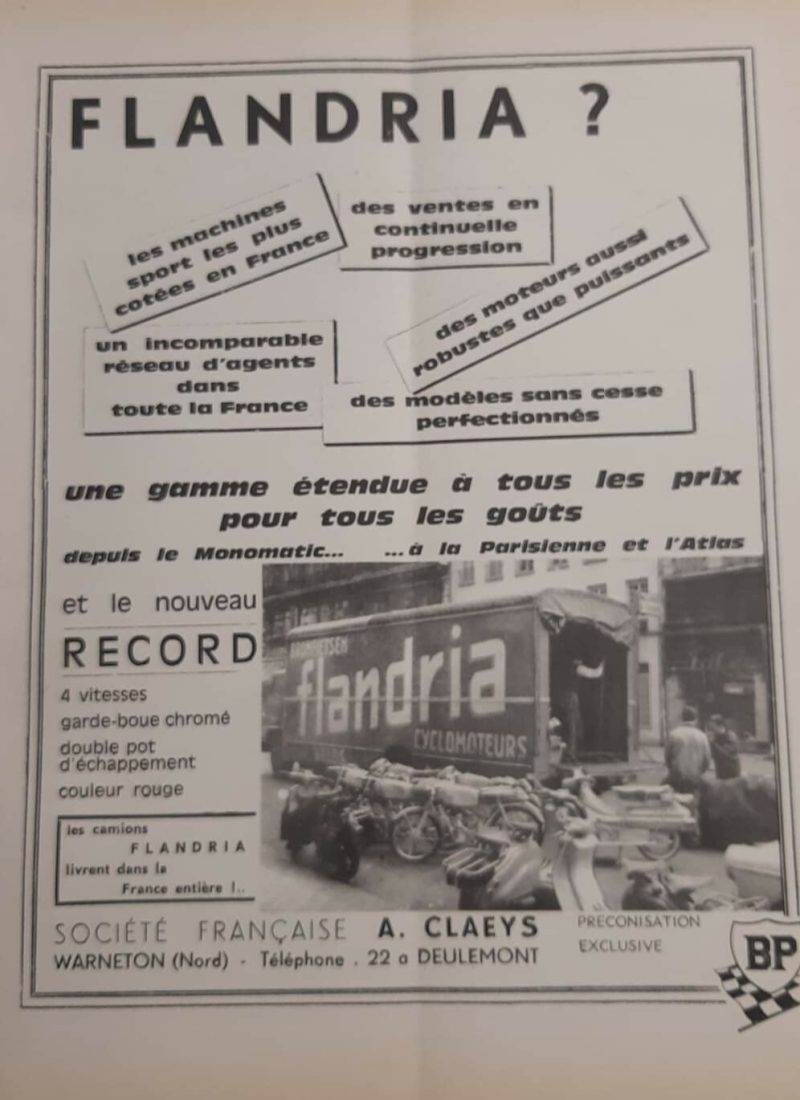 FLANDRIA ?
les machines
sport les plus
cotées en France
des ventes en
continuelle
progression
des moteurs aussi
robustes que puissants
un incomparable
réseau d'agents
dans
toute la France
des modèles sans cesse
perfectionnés
une gamme étendue à tous les prix
pour tous les goûts
depuis le Monomatic... ...à la Parisienne et l'Atlas
et le nouveau
RECORD
4 vitesses
garde-boue chromé
double pot
d'échappement
couleur rouge
flandria
CYCLOMOTEURS
les camions
FLANDRIA
livrent dans la
France entière !..
SOCIÉTÉ FRANÇAISE A. CLAEYS
WARNETON (Nord) - Téléphone . 22 a DEULEMONT
PRECONISATION
EXCLUSIVE
BP